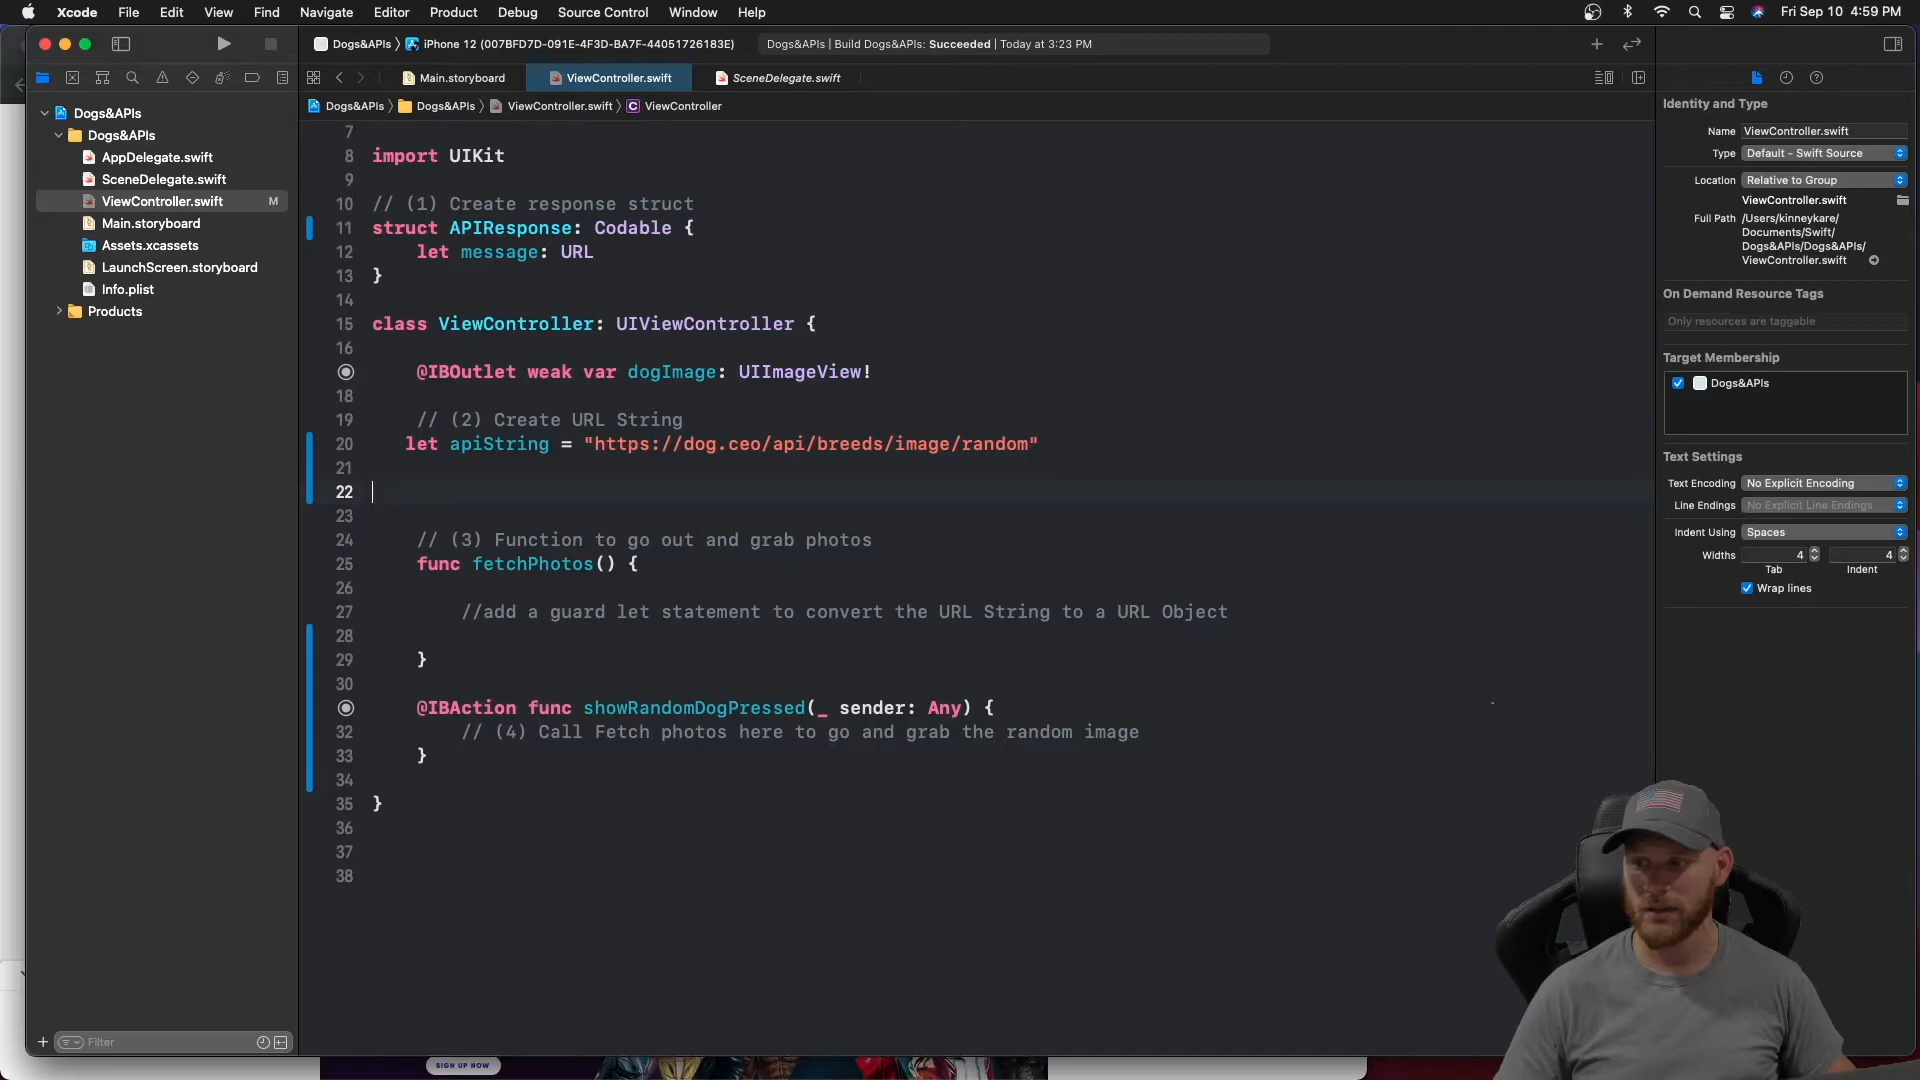 Xcode File Edit View Find Navigate Editor Product Debug Source Control Window Help Fri Sep 10 4:59 PM
Dogs&APIs iPhone 12 (007BFD7D-091E-4F3D-BA7F-44051726183E) Dogs&APIs | Build Dogs&APIs: Succeeded | Today at 3:23 PM
Main.storyboard ViewController.swift SceneDelegate.swift
Dogs&APIs Dogs&APIs ViewController.swift C ViewController
Dogs&APIs
Dogs&APIs
AppDelegate.swift
SceneDelegate.swift
ViewController.swift M
Main.storyboard
Assets.xcassets
LaunchScreen.storyboard
Info.plist
Products
Filter
7
8 import UIKit
9
10 // (1) Create response struct
11 struct APIResponse: Codable {
12 let message: URL
13 }
14
15 class ViewController: UIViewController {
16
@IBOutlet weak var dogImage: UIImageView!
18
19 // (2) Create URL String
20 let apiString = "https://dog.ceo/api/breeds/image/random"
21
22
23
24 // (3) Function to go out and grab photos
25 func fetchPhotos() {
26
27 //add a guard let statement to convert the URL String to a URL Object
28
29 }
30
@IBAction func showRandomDogPressed(_ sender: Any) {
32 // (4) Call Fetch photos here to go and grab the random image
33 }
34
35 }
36
37
38
Identity and Type
Name ViewController.swift
Type Default - Swift Source
Location Relative to Group
ViewController.swift
Full Path /Users/kinneykare/
Documents/Swift/
Dogs&APIs/Dogs&APIs/
ViewController.swift
On Demand Resource Tags
Only resources are taggable
Target Membership
Dogs&APIs
Text Settings
Text Encoding No Explicit Encoding
Line Endings No Explicit Line Endings
Indent Using Spaces
Widths 4 4
Tab Indent
Wrap lines
SIGN UP NOW